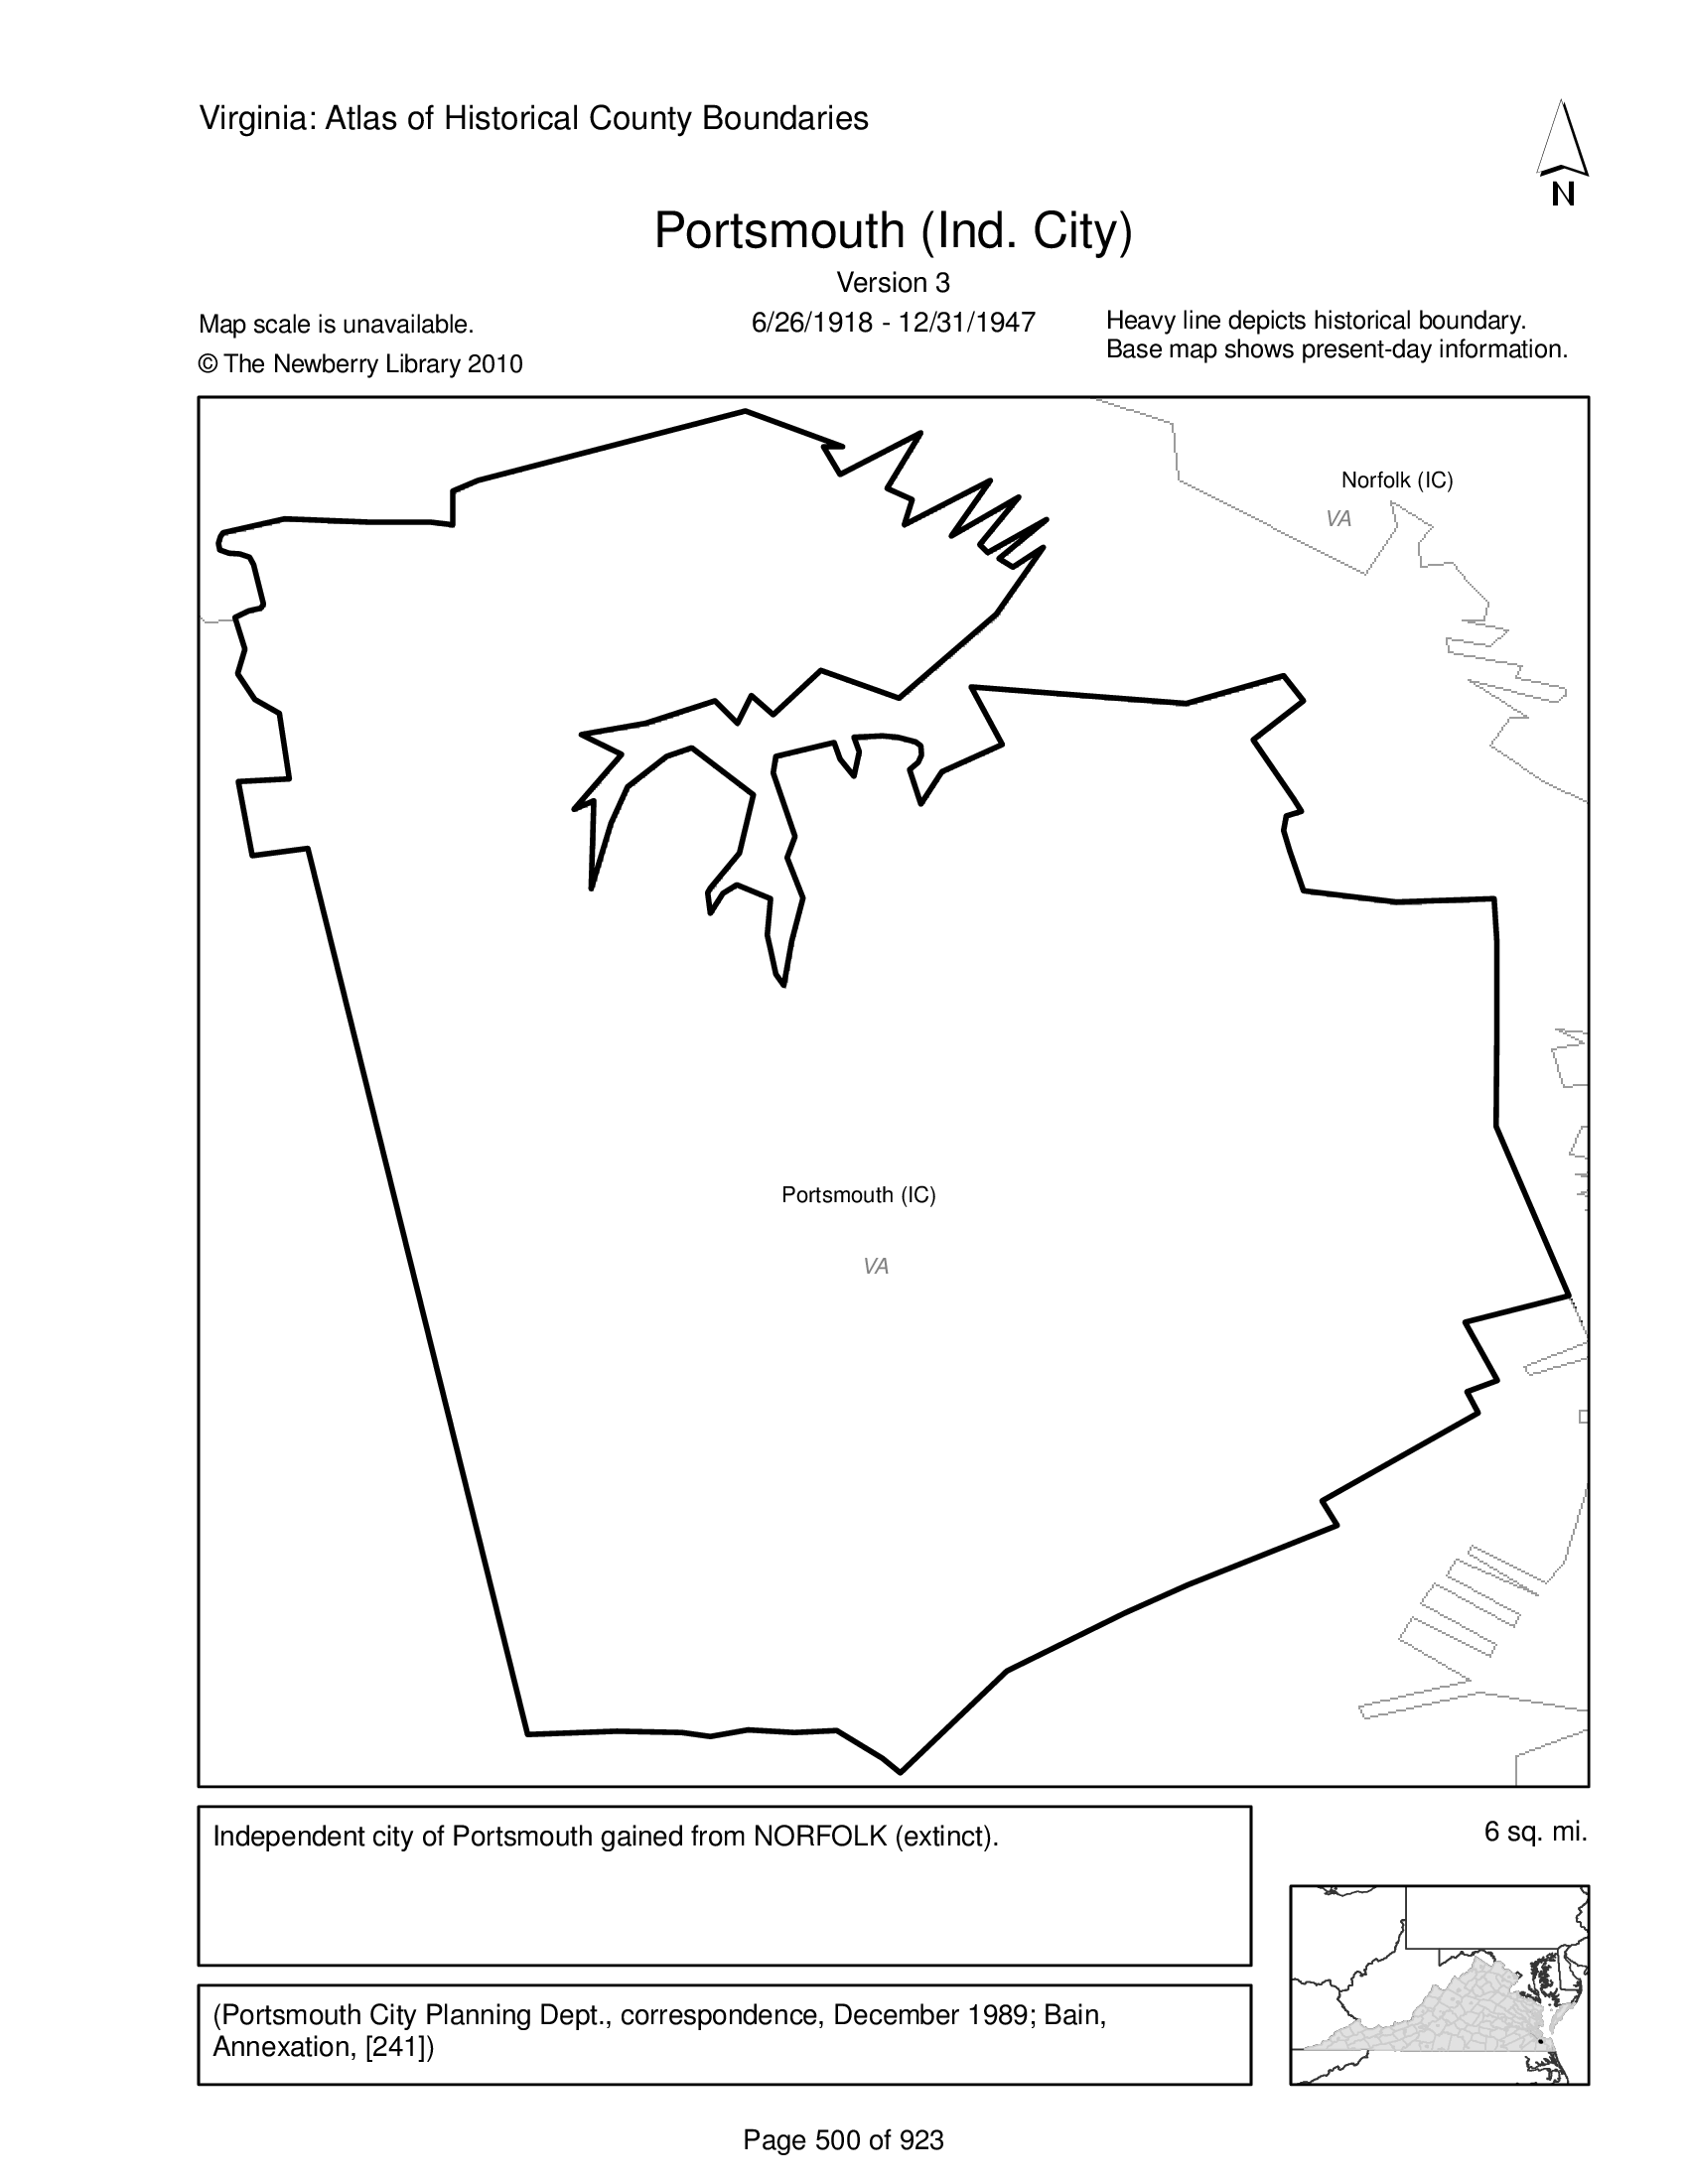 Virginia: Atlas of Historical County Boundaries
N
Portsmouth (Ind. City)
Version 3
Map scale is unavailable.
6/26/1918 - 12/31/1947
Heavy line depicts historical boundary.
© The Newberry Library 2010
Base map shows present-day information.
Norfolk (IC)
VA
Portsmouth (IC)
VA
Independent city of Portsmouth gained from NORFOLK (extinct).
6 sq. mi.
(Portsmouth City Planning Dept., correspondence, December 1989; Bain,
Annexation, [241])
Page 500 of 923